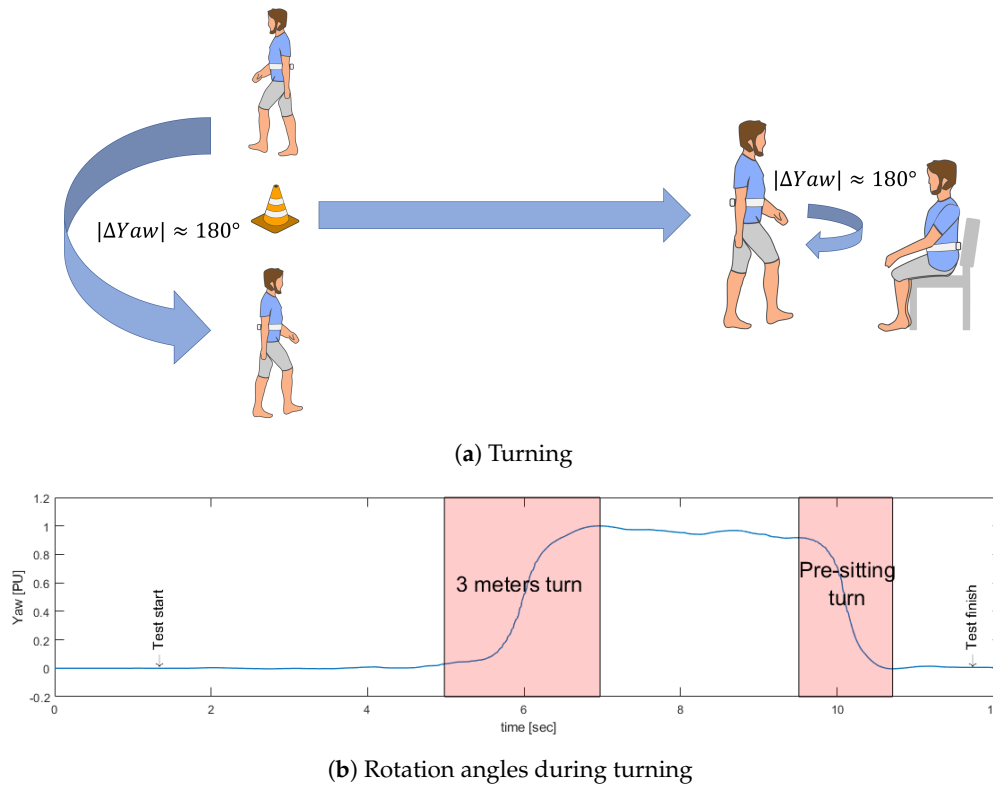 |ΔYaw| ≈ 180°
|ΔYaw| ≈ 180°
(a) Turning
Yaw [PU]
1.2
1
0.8
0.6
0.4
0.2
0
-0.2
Test start
3 meters turn
Pre-sitting
turn
Test finish
0 2 4 6 8 10 1
time [sec]
(b) Rotation angles during turning